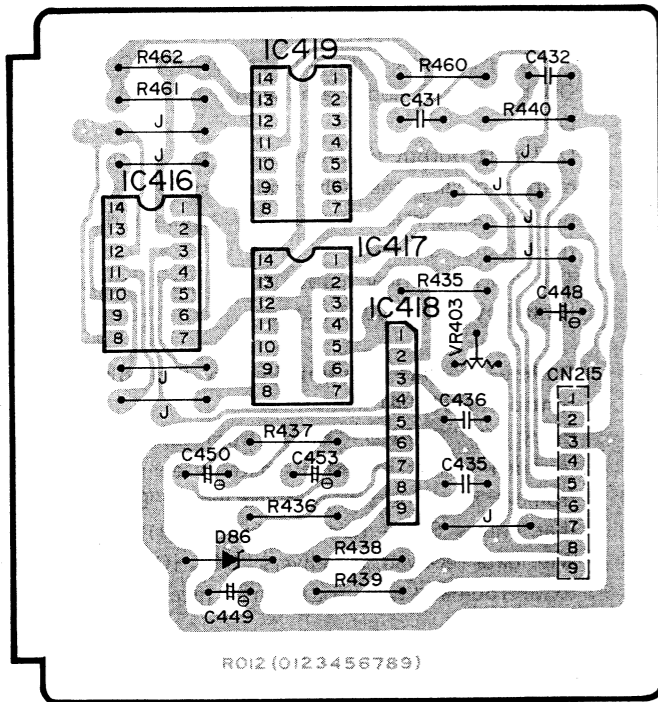 IC419
R462
R460
C432
R461
C431
R440
J
J
J
14 1
13 2
12 3
11 4
10 5
9 6
8 7
IC416
J
14 1
13 2
12 3
11 4
10 5
9 6
8 7
J
IC417
J
14 1
13 2
12 3
11 4
10 5
9 6
8 7
R435
IC418
VR403
C448
⊖
1
2
3
4
5
6
7
8
9
J
J
CN215
1
2
3
4
5
6
7
8
9
C436
R437
C450
⊖
C453
⊖
C435
R436
J
D86
R438
R439
C449
⊖
R012 (0123456789)